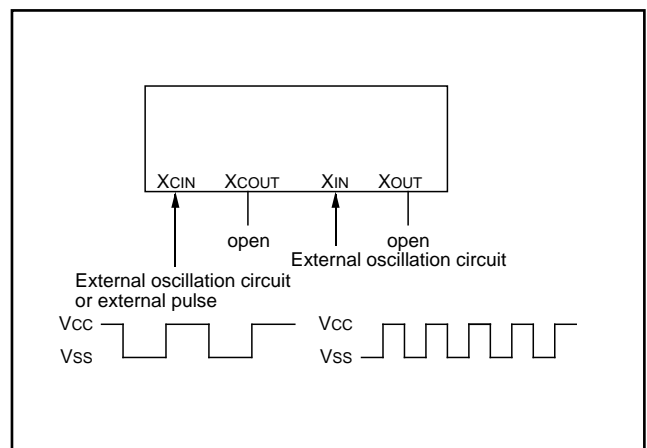 XCIN XCOUT XIN XOUT
open open
External oscillation circuit
External oscillation circuit
or external pulse
VCC VCC
VSS VSS